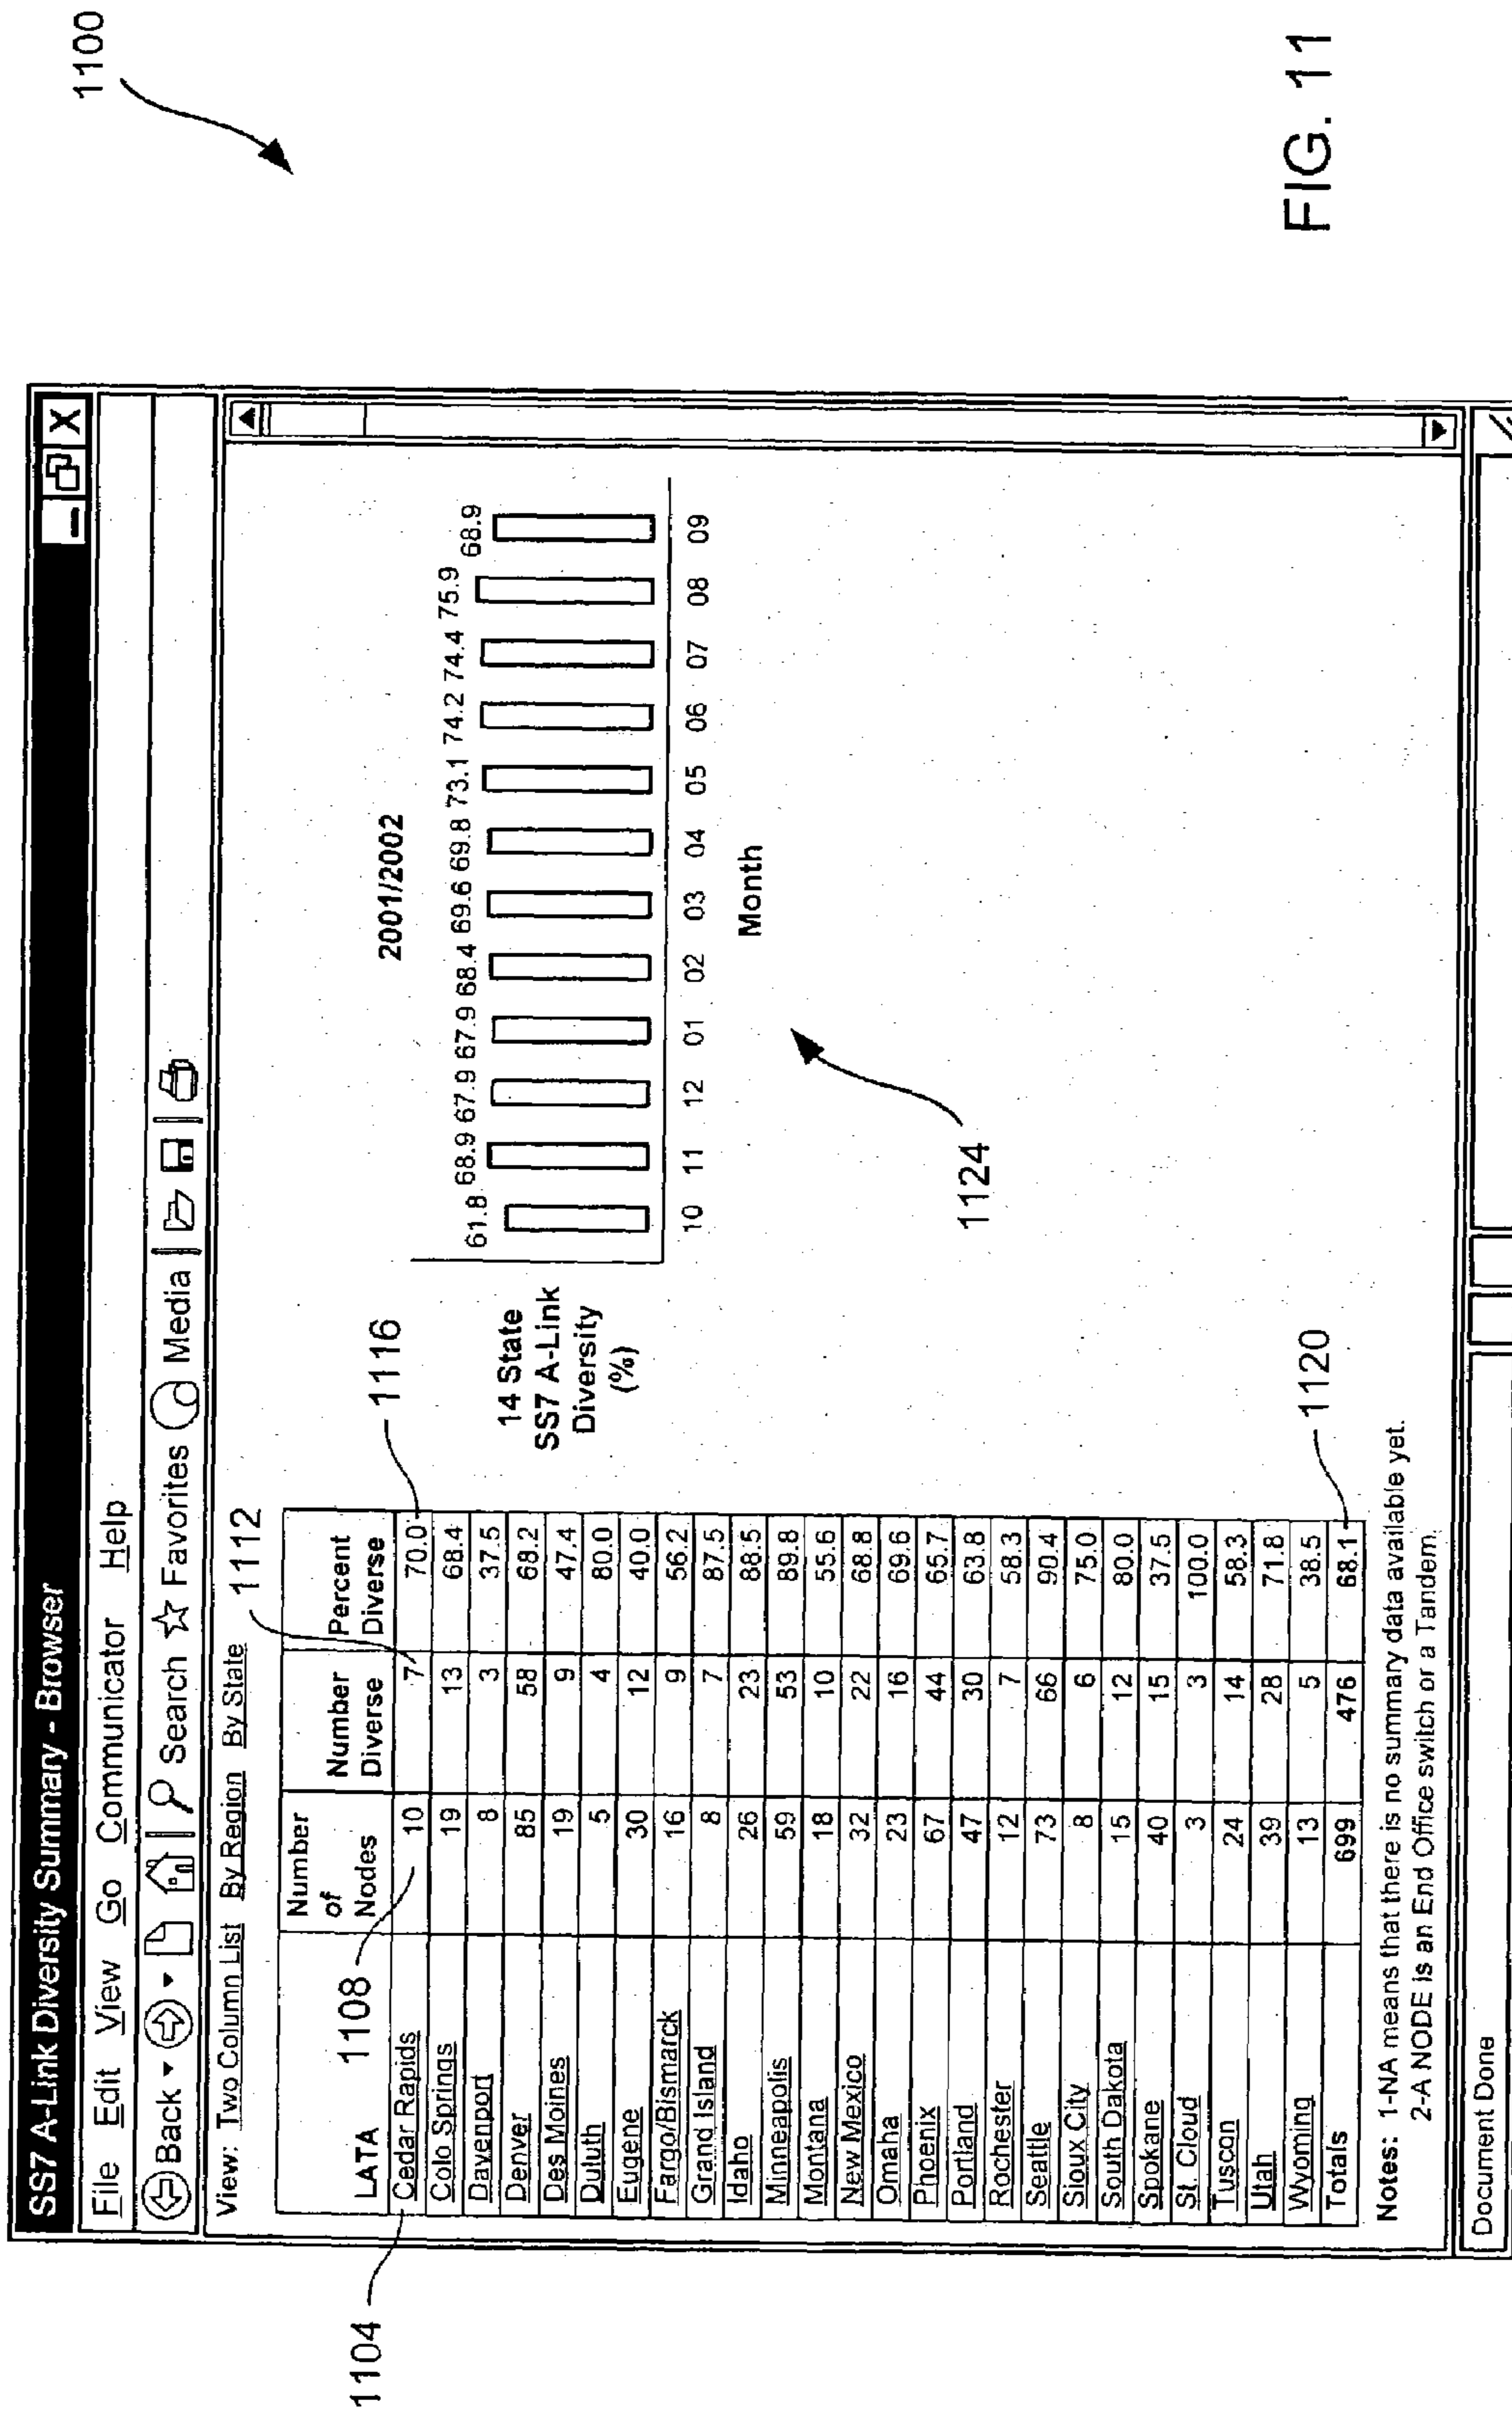 1100
SS7 A-Link Diversity Summary - Browser
File Edit View Go Communicator Help
Back Search Favorites Media
View: Two Column List By Region By State
1112
LATA Number of Nodes Number Diverse Percent Diverse
1104
1108
1116
Cedar Rapids 10 7 70.0
Colo Springs 19 13 68.4
Davenport 8 3 37.5
Denver 85 58 68.2
Des Moines 19 9 47.4
Duluth 5 4 80.0
Eugene 30 12 40.0
Fargo/Bismarck 16 9 56.2
Grand Island 8 7 87.5
Idaho 26 23 88.5
Minneapolis 59 53 89.8
Montana 18 10 55.6
New Mexico 32 22 68.8
Omaha 23 16 69.6
Phoenix 67 44 65.7
Portland 47 30 63.8
Rochester 12 7 58.3
Seattle 73 66 90.4
Sioux City 8 6 75.0
South Dakota 15 12 80.0
Spokane 40 15 37.5
St. Cloud 3 3 100.0
Tuscon 24 14 58.3
Utah 39 28 71.8
Wyoming 13 5 38.5
Totals 699 476 68.1
1120
2001/2002
14 State
SS7 A-Link
Diversity
(%)
61.8 68.9 67.9 67.9 68.4 69.6 69.8 73.1 74.2 74.4 75.9 68.9
10 11 12 01 02 03 04 05 06 07 08 09
Month
1124
Notes: 1-NA means that there is no summary data available yet.
2-A NODE is an End Office switch or a Tandem.
Document Done
FIG. 11